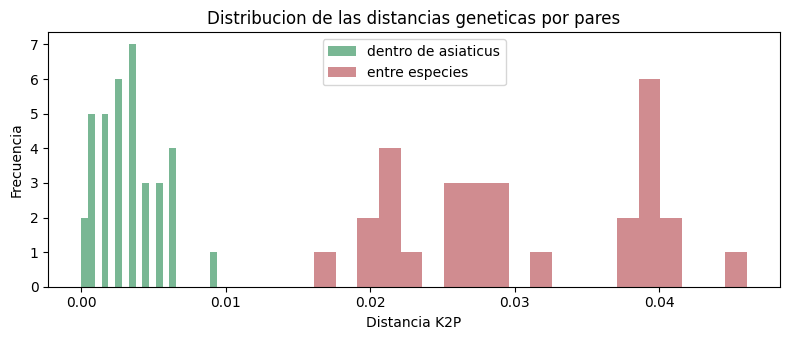 Distribucion de las distancias geneticas por pares
dentro de asiaticus
entre especies
Frecuencia
7
6
5
4
3
2
1
0
0.00 0.01 0.02 0.03 0.04
Distancia K2P